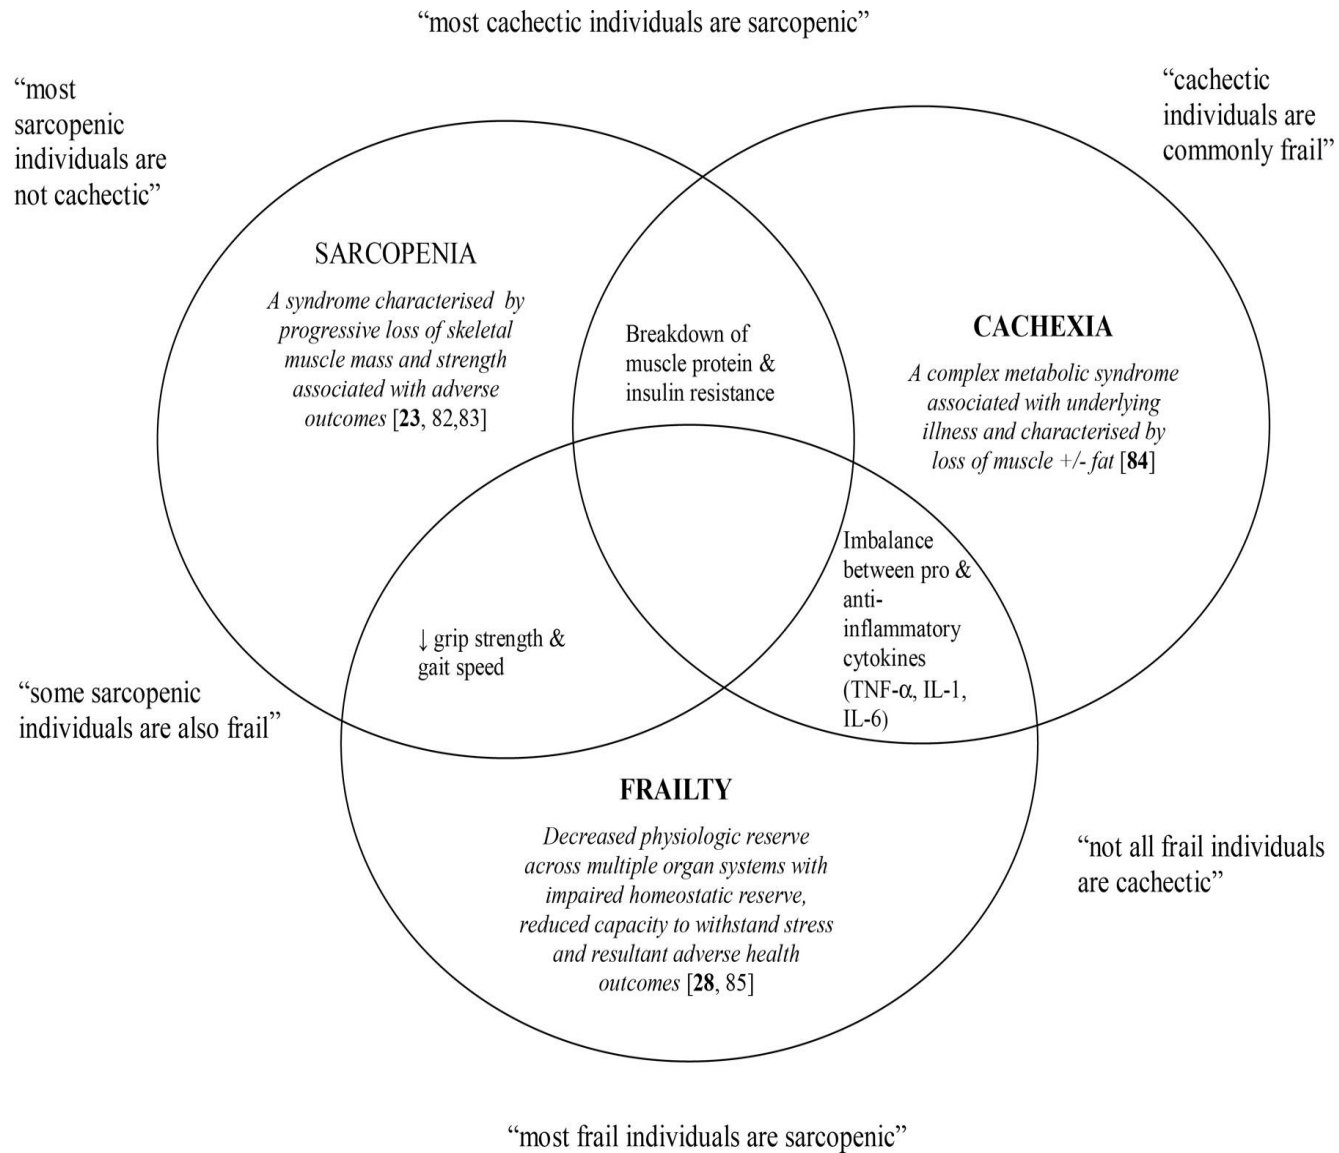 “most cachectic individuals are sarcopenic”
“most
sarcopenic
individuals are
not cachectic”
“cachectic
individuals are
commonly frail”
SARCOPENIA
A syndrome characterised by
progressive loss of skeletal
muscle mass and strength
associated with adverse
outcomes [23, 82,83]
Breakdown of
muscle protein &
insulin resistance
CACHEXIA
A complex metabolic syndrome
associated with underlying
illness and characterised by
loss of muscle +/- fat [84]
Imbalance
between pro &
anti-
inflammatory
cytokines
(TNF-α, IL-1,
IL-6)
↓ grip strength &
gait speed
“some sarcopenic
individuals are also frail”
FRAILTY
Decreased physiologic reserve
across multiple organ systems with
impaired homeostatic reserve,
reduced capacity to withstand stress
and resultant adverse health
outcomes [28, 85]
“not all frail individuals
are cachectic”
“most frail individuals are sarcopenic”